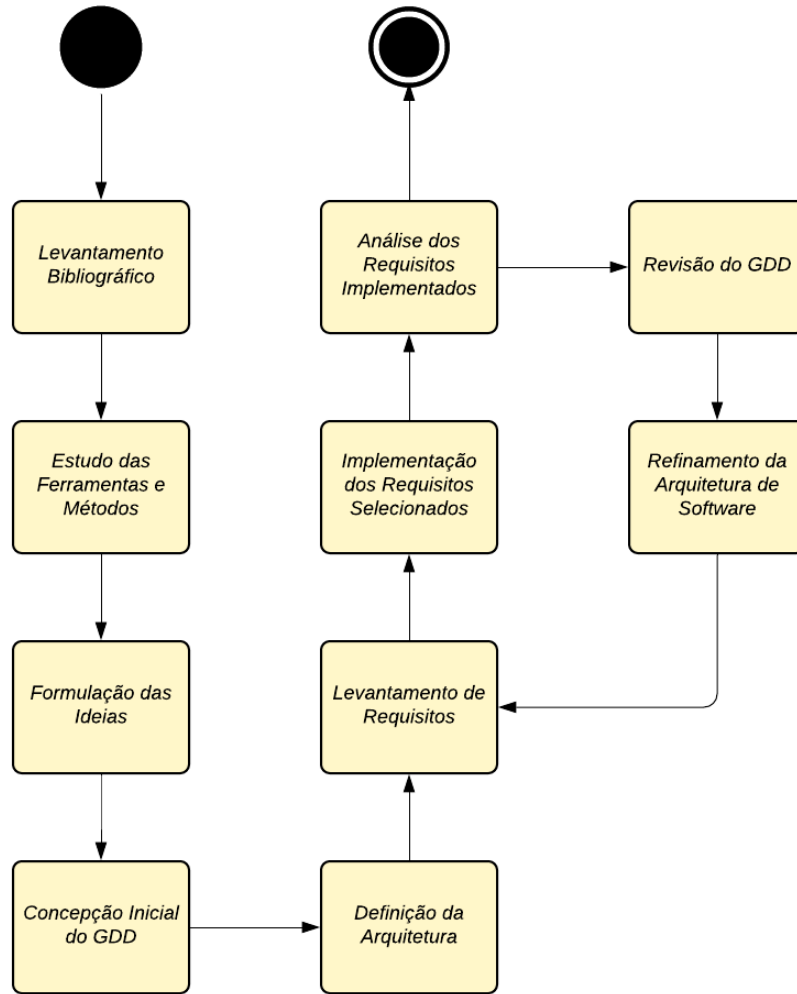 Levantamento
Bibliográfico
Estudo das
Ferramentas e
Métodos
Formulação das
Ideias
Concepção Inicial
do GDD
Definição da
Arquitetura
Levantamento de
Requisitos
Implementação
dos Requisitos
Selecionados
Análise dos
Requisitos
Implementados
Revisão do GDD
Refinamento da
Arquitetura de
Software